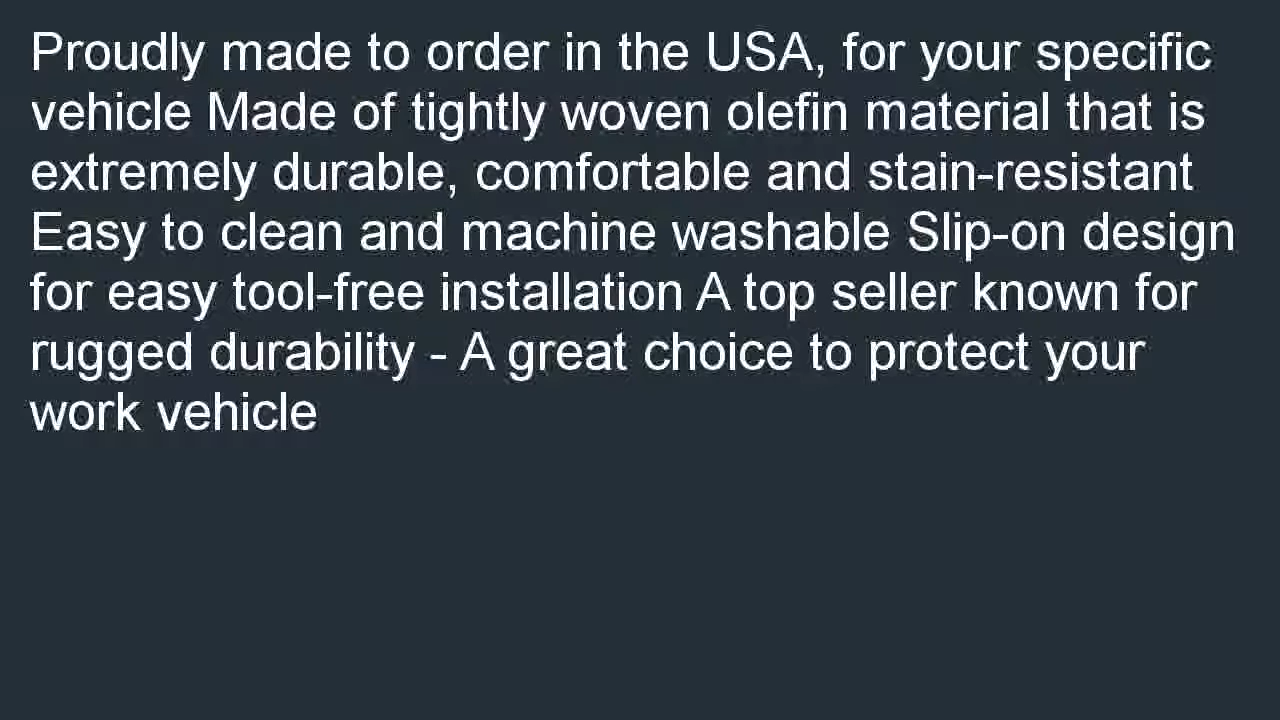 Proudly made to order in the USA, for your specific
vehicle Made of tightly woven olefin material that is
extremely durable, comfortable and stain-resistant
Easy to clean and machine washable Slip-on design
for easy tool-free installation A top seller known for
rugged durability - A great choice to protect your
work vehicle